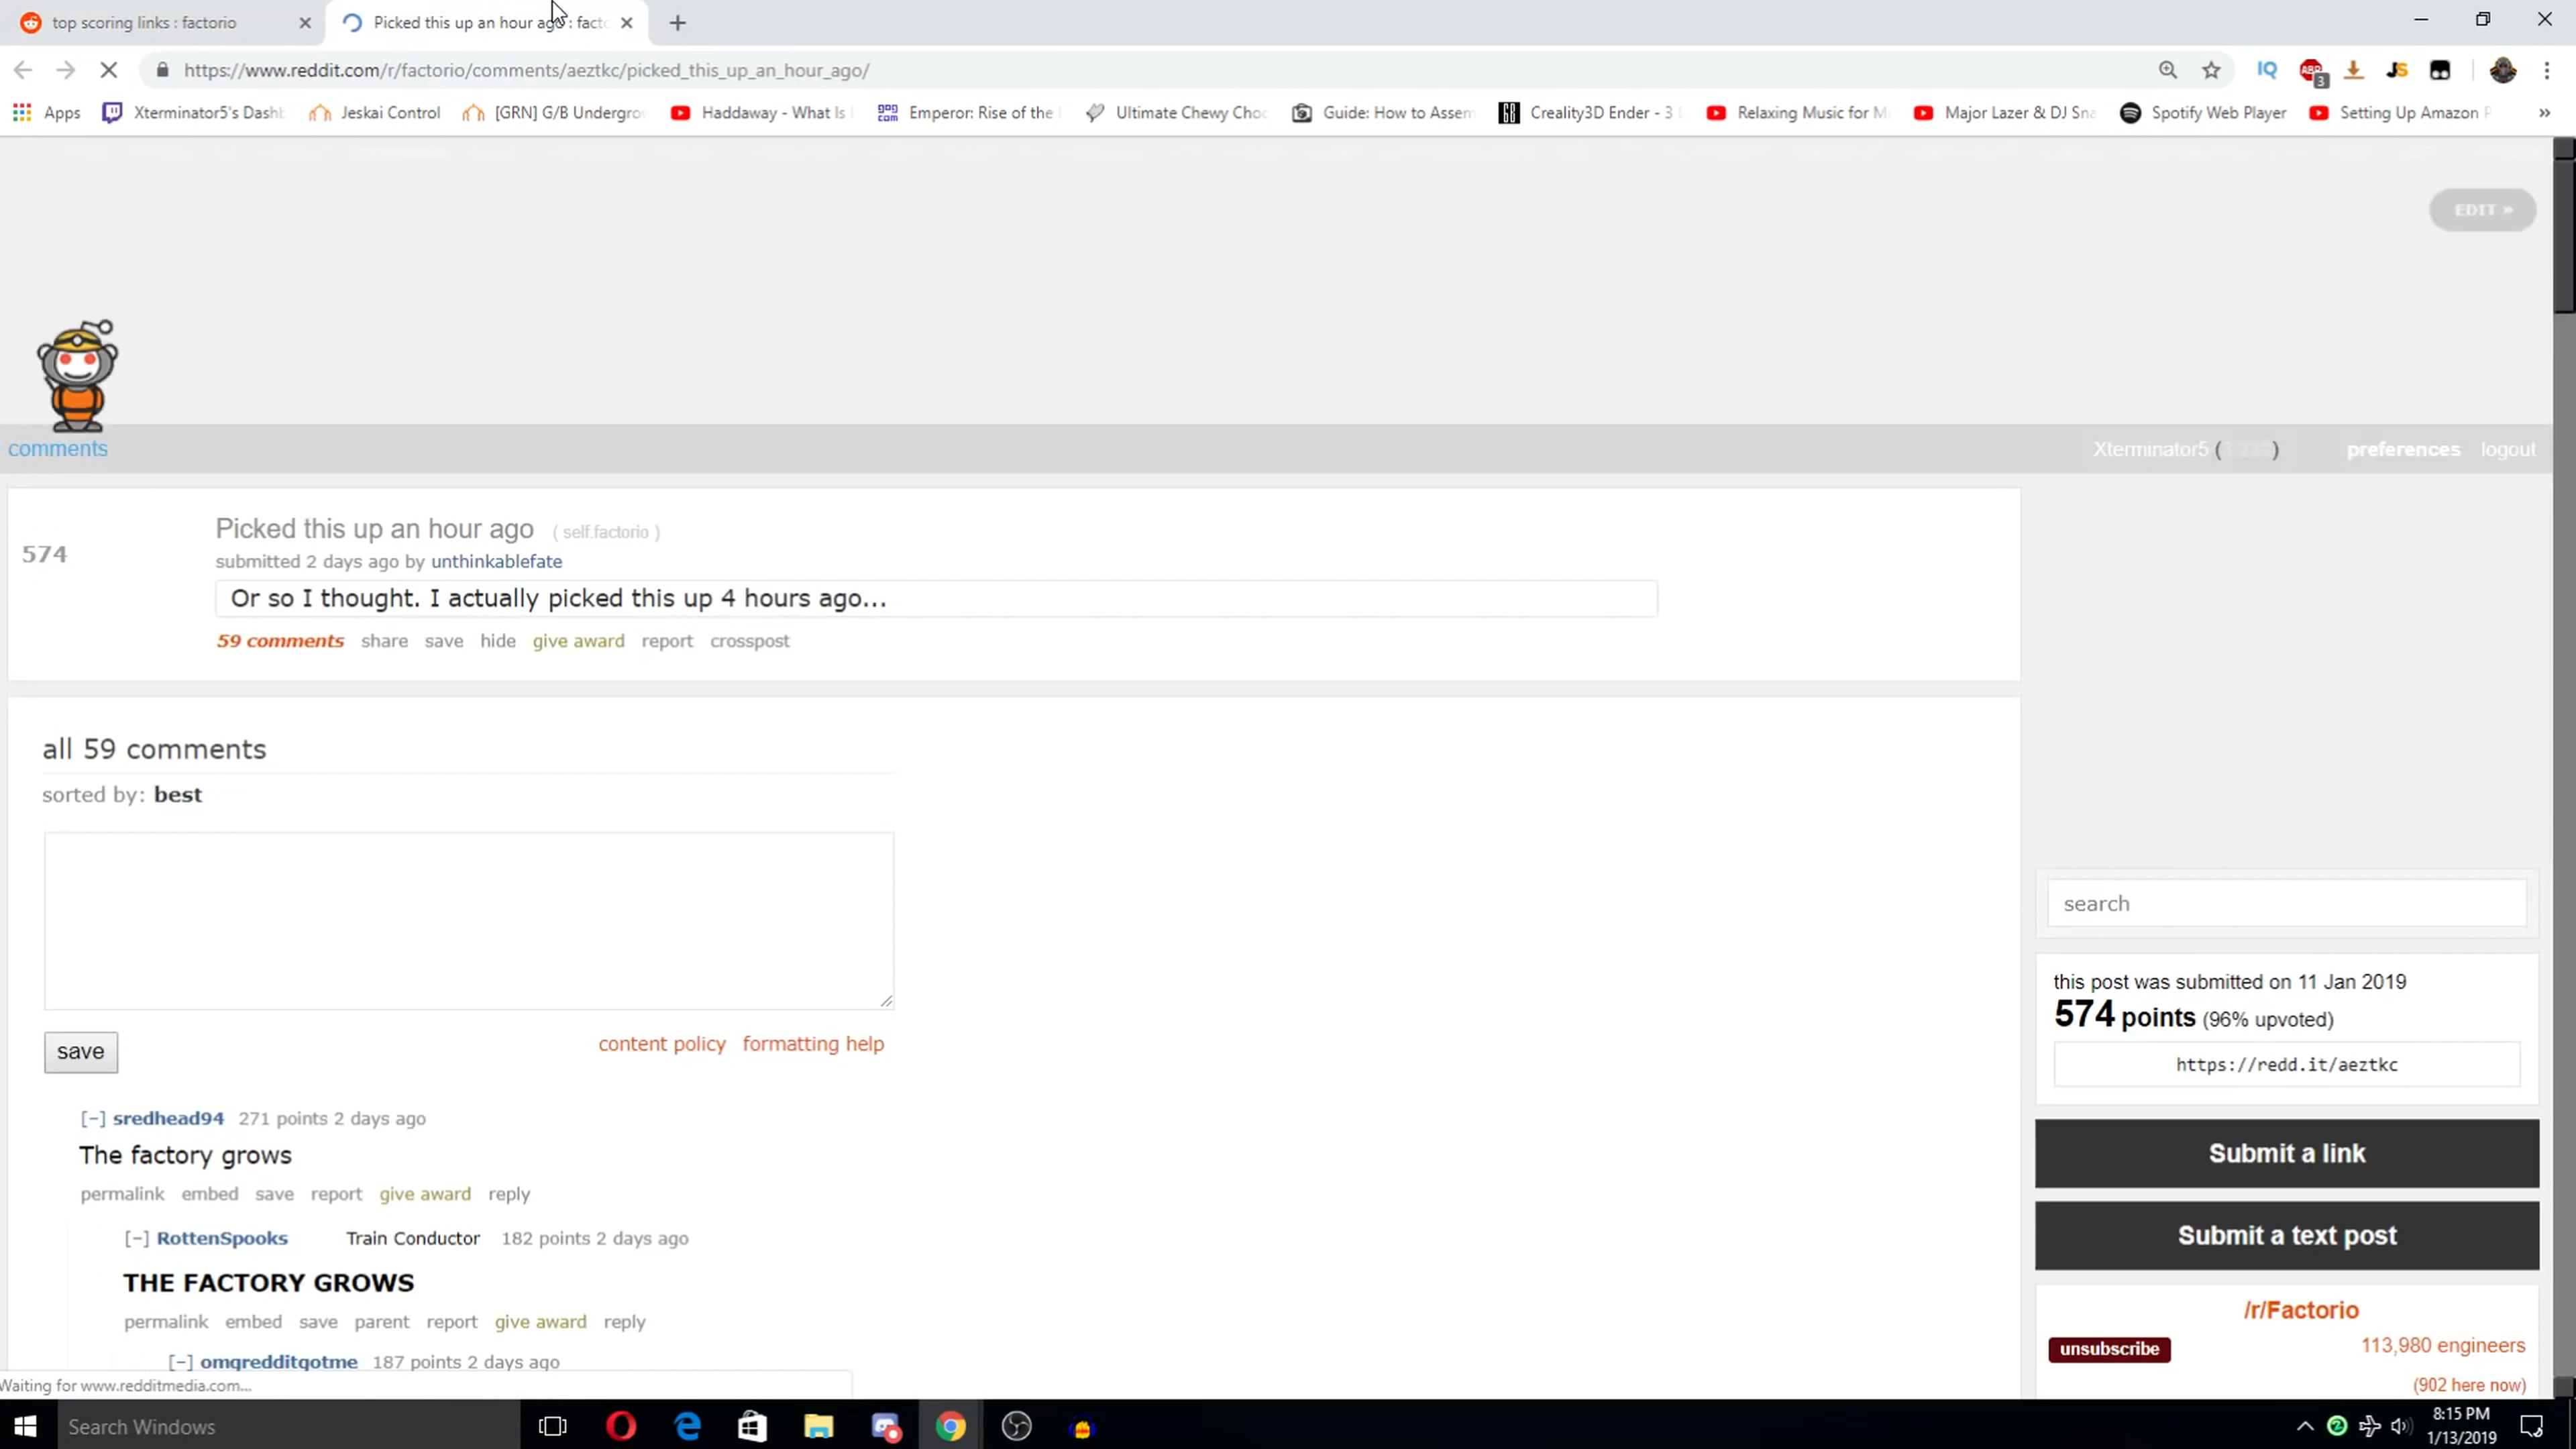 top scoring links : factorio
Picked this up an hour ago : facto
https://www.reddit.com/r/factorio/comments/aeztkc/picked_this_up_an_hour_ago/
Apps Xterminator5's Dashb Jeskai Control [GRN] G/B Undergro Haddaway - What Is Emperor: Rise of the Ultimate Chewy Choc Guide: How to Assem Creality3D Ender - 3 Relaxing Music for M Major Lazer & DJ Sna Spotify Web Player Setting Up Amazon »
EDIT »
comments
Xterminator5 ( ) preferences logout
574
Picked this up an hour ago ( self.factorio )
submitted 2 days ago by unthinkablefate
Or so I thought. I actually picked this up 4 hours ago...
59 comments share save hide give award report crosspost
all 59 comments
sorted by: best
save
content policy formatting help
[–] sredhead94 271 points 2 days ago
The factory grows
permalink embed save report give award reply
[–] RottenSpooks Train Conductor 182 points 2 days ago
THE FACTORY GROWS
permalink embed save parent report give award reply
[–] omgredditgotme 187 points 2 days ago
search
this post was submitted on 11 Jan 2019
574 points (96% upvoted)
https://redd.it/aeztkc
Submit a link
Submit a text post
/r/Factorio
unsubscribe 113,980 engineers
(902 here now)
Waiting for www.redditmedia.com...
Search Windows
8:15 PM
1/13/2019